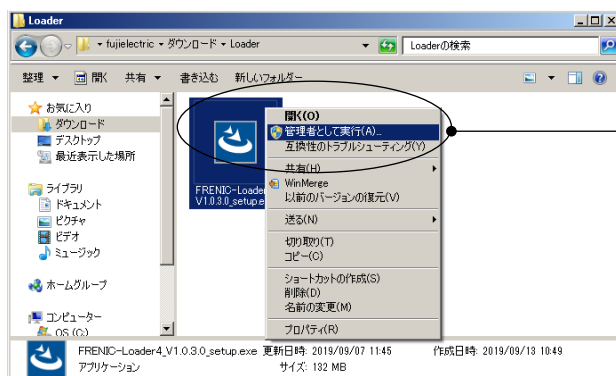 Loader
fujielectric ダウンロード Loader
Loaderの検索
整理 開く 共有 書き込む 新しいフォルダー
お気に入り
ダウンロード
デスクトップ
最近表示した場所
ライブラリ
ドキュメント
ピクチャ
ビデオ
ミュージック
ホームグループ
コンピューター
OS (C:)
FRENIC-Loader
V1.0.3.0_setup.e
開く(O)
管理者として実行(A)...
互換性のトラブルシューティング(Y)
共有(H)
WinMerge
以前のバージョンの復元(V)
送る(N)
切り取り(T)
コピー(C)
ショートカットの作成(S)
削除(D)
名前の変更(M)
プロパティ(R)
FRENIC-Loader4_V1.0.3.0_setup.exe 更新日時: 2019/09/07 11:45 作成日時: 2019/09/13 10:49
アプリケーション サイズ: 132 MB